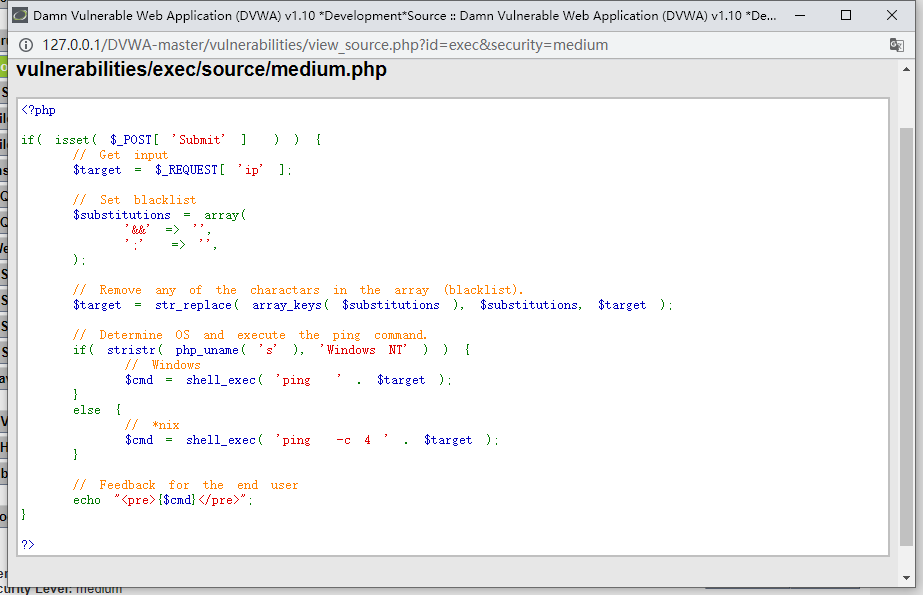 Damn Vulnerable Web Application (DVWA) v1.10 *Development*Source :: Damn Vulnerable Web Application (DVWA) v1.10 *De...
127.0.0.1/DVWA-master/vulnerabilities/view_source.php?id=exec&security=medium
vulnerabilities/exec/source/medium.php
<?php
if( isset( $_POST[ 'Submit' ] ) ) {
// Get input
$target = $_REQUEST[ 'ip' ];
// Set blacklist
$substitutions = array(
'&&' => '',
';' => '',
);
// Remove any of the charactars in the array (blacklist).
$target = str_replace( array_keys( $substitutions ), $substitutions, $target );
// Determine OS and execute the ping command.
if( stristr( php_uname( 's' ), 'Windows NT' ) ) {
// Windows
$cmd = shell_exec( 'ping ' . $target );
}
else {
// *nix
$cmd = shell_exec( 'ping -c 4 ' . $target );
}
// Feedback for the end user
echo "<pre>{$cmd}</pre>";
}
?>